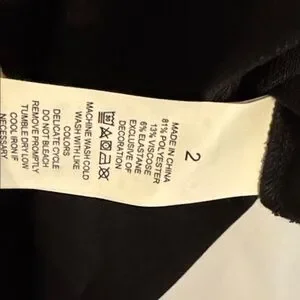 2
MADE IN CHINA
81% POLYESTER
13% VISCOSE
6% ELASTANE
EXCLUSIVE OF
DECORATION
MACHINE WASH COLD
WASH WITH LIKE
COLORS
DELICATE CYCLE
DO NOT BLEACH
REMOVE PROMPTLY
TUMBLE DRY LOW
COOL IRON IF
NECESSARY